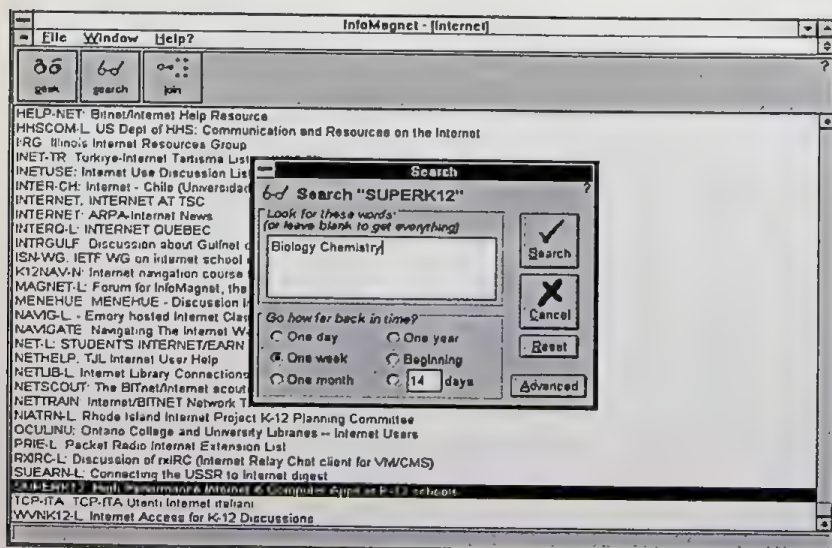 InfoMagnet - [Internet]
File Window Help?
peek search join
?
HELP-NET: Bitnet/Internet Help Resource
HHSCOM-L. US Dept of HHS: Communication and Resources on the Internet
Illinois Internet Resources Group
INET-TR Turkiye-Internet Tartisma
INETUSE: Internet Use Discussion
INTER-CH: Internet - Chile
INTERNET. INTERNET AT TSC
INTERNET: ARPA-Internet News
INTERQ-L: INTERNET QUEBEC
INTRGULF Discussion about Gulfnet
ISN-WG. IETF WG on internet school
K12NAV-N: Internet navigation course
MAGNET-L: Forum for InfoMagnet, the
MENEHUE MENEHUE - Discussion
NAVIG-L. - Emory hosted Internet
NAVIGATE Navigating The Internet
NET-L: STUDENT'S INTERNET/EARN
NETHELP. TJL Internet User Help
NETLIB-L. Internet Library Connections
NETSCOUT: The BITnet/Internet scout
NETTRAIN Internet/BITNET Network
NIATRN-L. Rhode Island Internet Project K-12 Planning Committee
OCULINU: Ontario College and University Libraries -- Internet Users
PRIE-L Packet Radio Internet Extension List
RXIRC-L: Discussion of rxIRC (Internet Relay Chat client for VM/CMS)
SUEARN-L: Connecting the USSR to Internet digest
SUPERK12: High Performance Internet & Computer Appl at K-12 schools
TCP-ITA TCP-ITA Utenti Internet italiani
WVNK12-L. Internet Access for K-12 Discussions
Search
Search "SUPERK12"
?
Look for these words
(or leave blank to get everything)
Biology Chemistry
Search
Cancel
Go how far back in time?
One day One year
One week Beginning
One month 14 days
Reset
Advanced